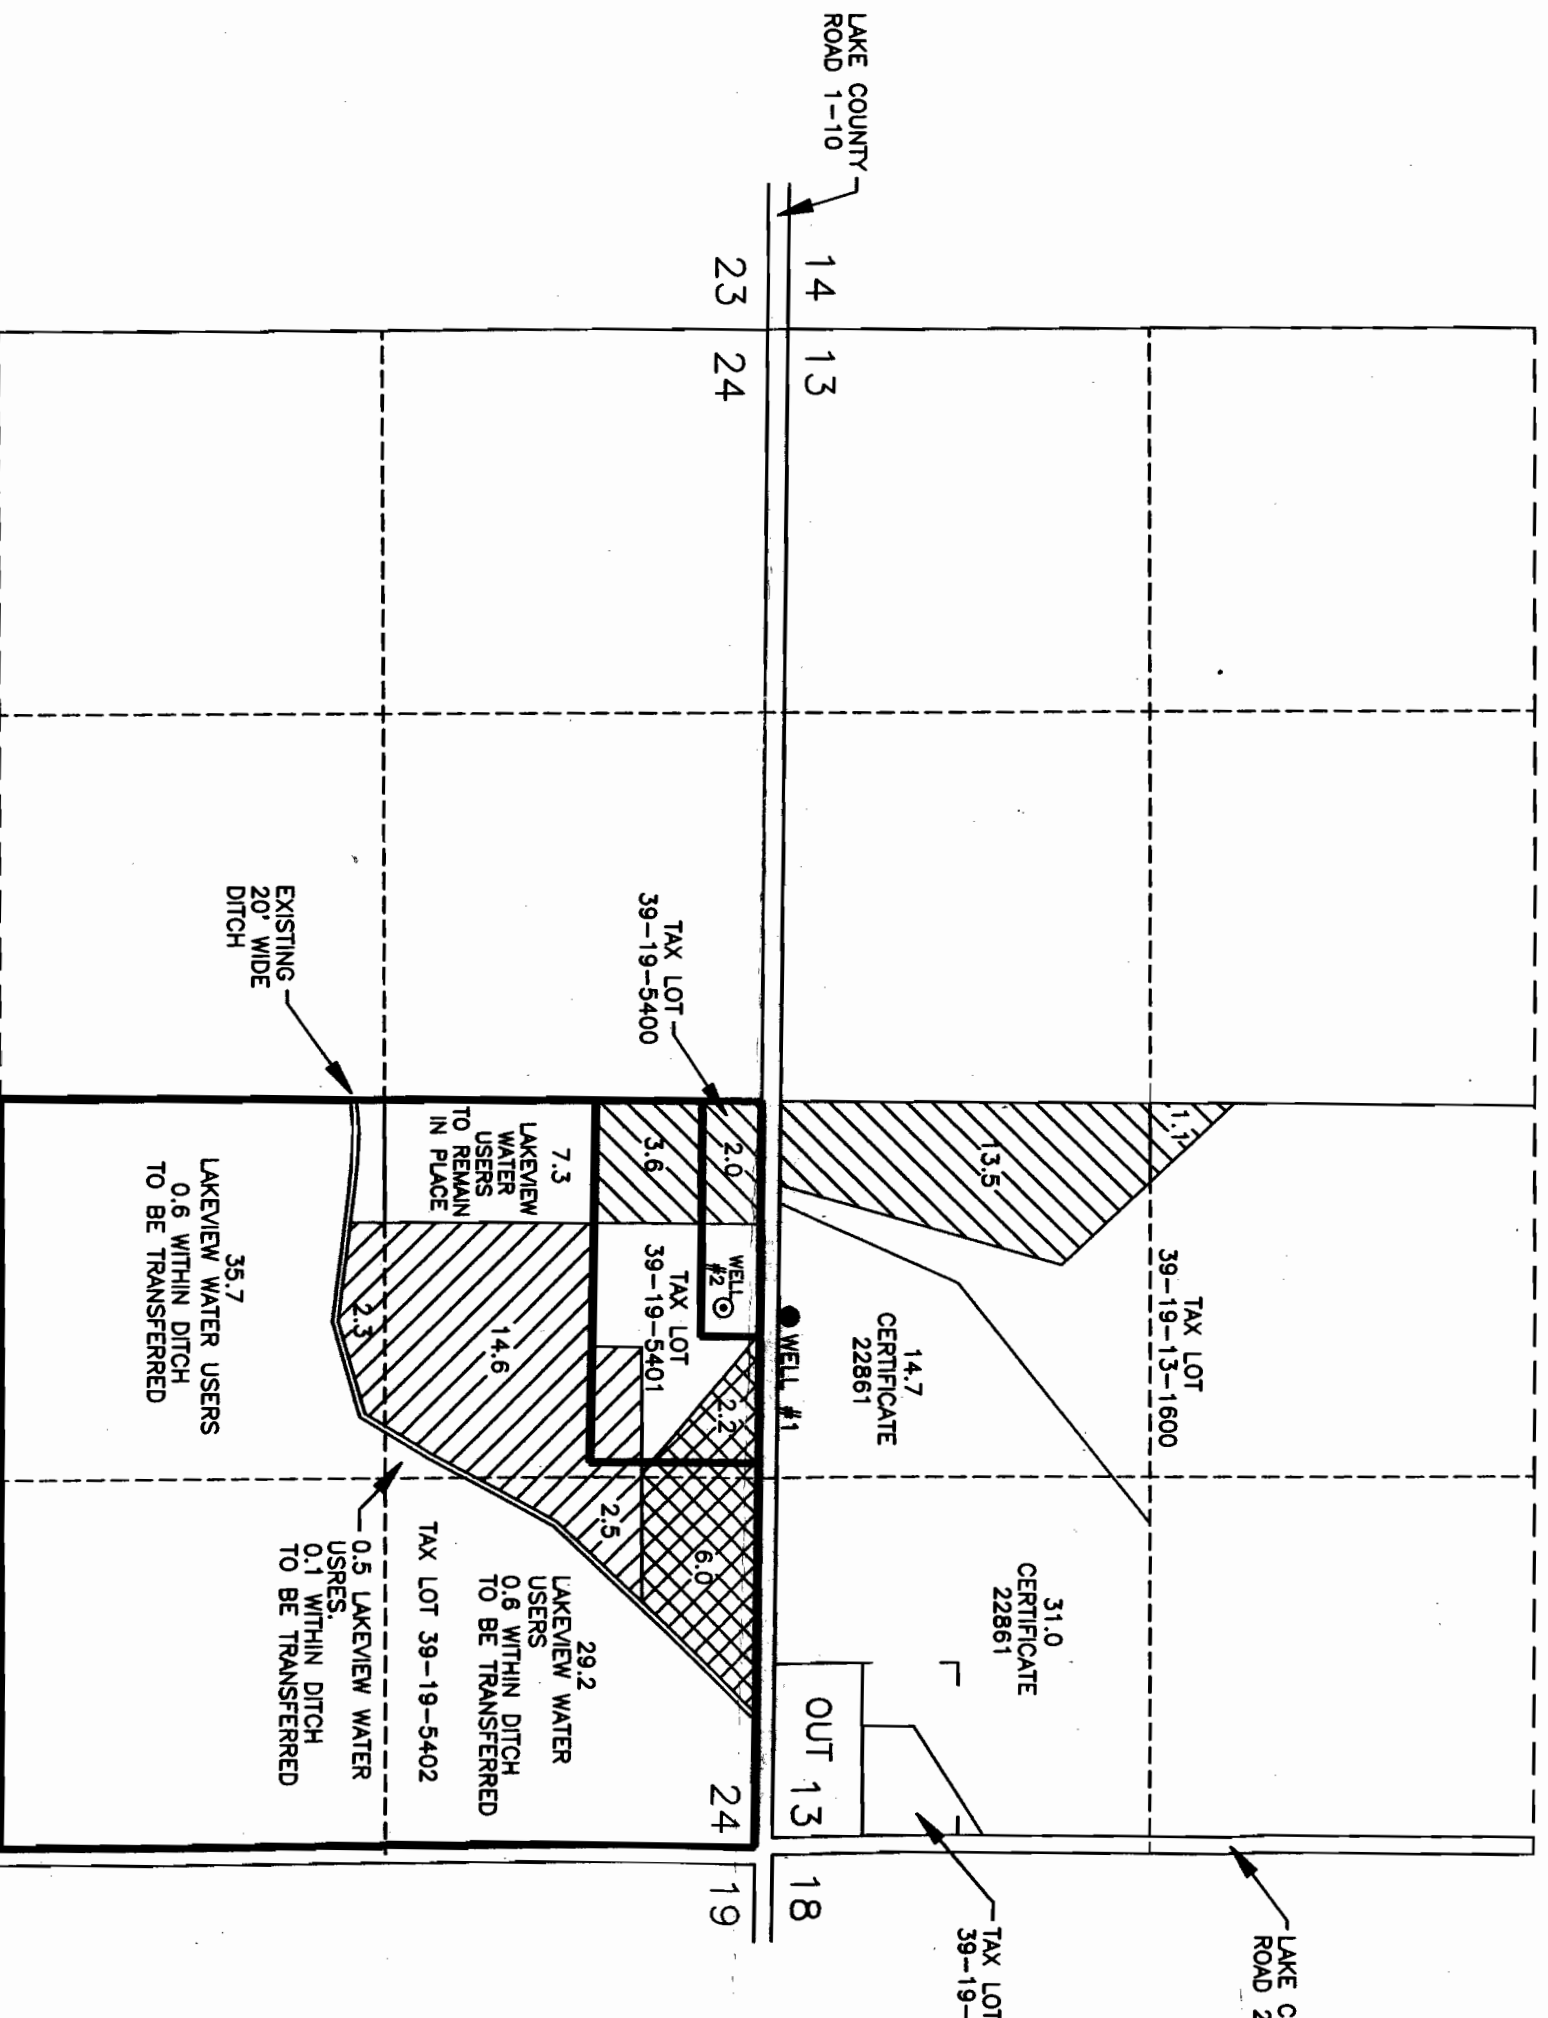 LAKE COUNTY
ROAD 1-10
14
13
23
24
TAX LOT
39-19-5400
EXISTING
20' WIDE
DITCH
1.1
13.5
TAX LOT
39-19-13-1600
2.0
3.6
7.3
LAKEVIEW
WATER
USERS
TO REMAIN
IN PLACE
WELL
#2
TAX LOT
39-19-5401
WELL #1
14.7
CERTIFICATE
22861
2.2
14.6
2.3
2.5
6.0
35.7
LAKEVIEW WATER USERS
0.6 WITHIN DITCH
TO BE TRANSFERRED
31.0
CERTIFICATE
22861
29.2
LAKEVIEW WATER
USERS
0.6 WITHIN DITCH
TO BE TRANSFERRED
TAX LOT 39-19-5402
0.5 LAKEVIEW WATER
USRES.
0.1 WITHIN DITCH
TO BE TRANSFERRED
OUT
13
24
18
19
TAX LOT
39-19-
LAKE C
ROAD 2